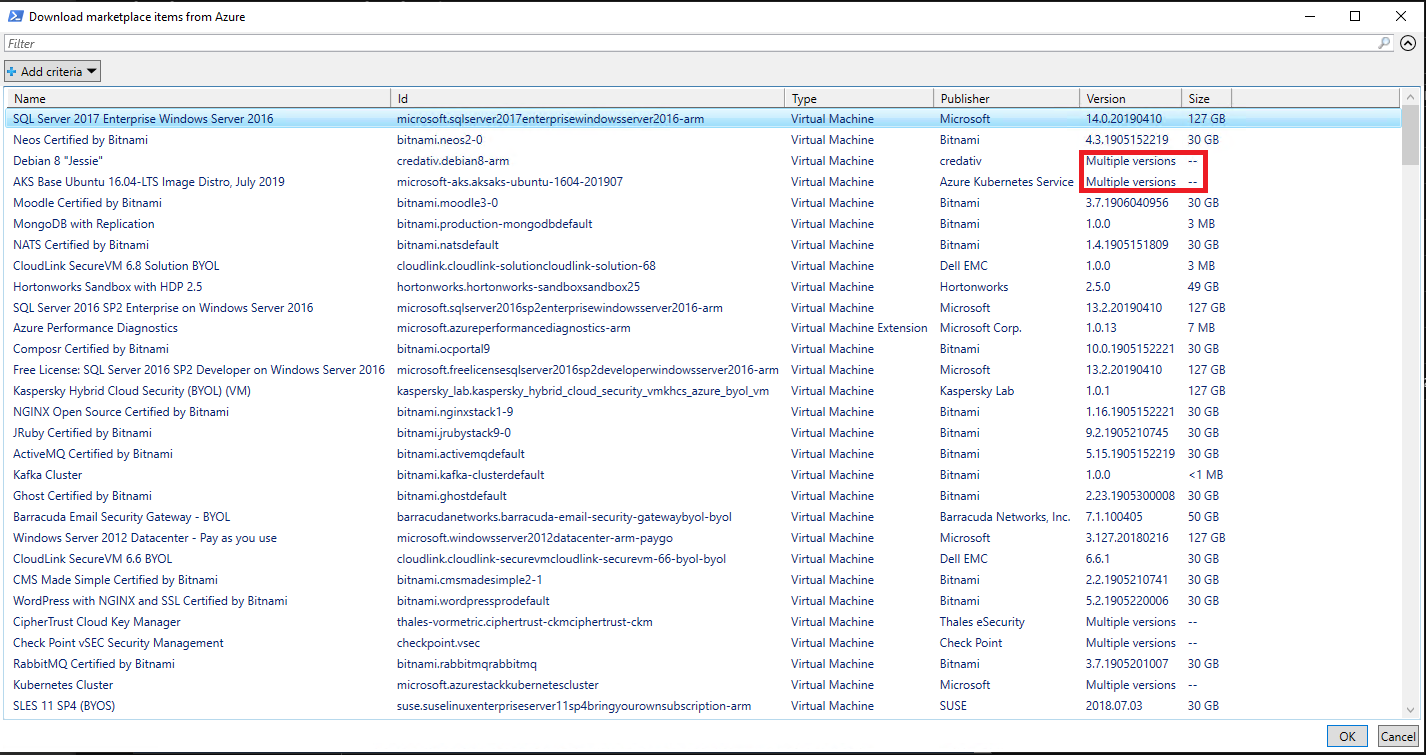 Download marketplace items from Azure
Filter
Add criteria
Name Id Type Publisher Version Size
SQL Server 2017 Enterprise Windows Server 2016 microsoft.sqlserver2017enterprisewindowsserver2016-arm Virtual Machine Microsoft 14.0.20190410 127 GB
Neos Certified by Bitnami bitnami.neos2-0 Virtual Machine Bitnami 4.3.1905152219 30 GB
Debian 8 "Jessie" credativ.debian8-arm Virtual Machine credativ Multiple versions --
AKS Base Ubuntu 16.04-LTS Image Distro, July 2019 microsoft-aks.aksaks-ubuntu-1604-201907 Virtual Machine Azure Kubernetes Service Multiple versions --
Moodle Certified by Bitnami bitnami.moodle3-0 Virtual Machine Bitnami 3.7.1906040956 30 GB
MongoDB with Replication bitnami.production-mongodbdefault Virtual Machine Bitnami 1.0.0 3 MB
NATS Certified by Bitnami bitnami.natsdefault Virtual Machine Bitnami 1.4.1905151809 30 GB
CloudLink SecureVM 6.8 Solution BYOL cloudlink.cloudlink-solutioncloudlink-solution-68 Virtual Machine Dell EMC 1.0.0 3 MB
Hortonworks Sandbox with HDP 2.5 hortonworks.hortonworks-sandboxsandbox25 Virtual Machine Hortonworks 2.5.0 49 GB
SQL Server 2016 SP2 Enterprise on Windows Server 2016 microsoft.sqlserver2016sp2enterprisewindowsserver2016-arm Virtual Machine Microsoft 13.2.20190410 127 GB
Azure Performance Diagnostics microsoft.azureperformancediagnostics-arm Virtual Machine Extension Microsoft Corp. 1.0.13 7 MB
Composr Certified by Bitnami bitnami.ocportal9 Virtual Machine Bitnami 10.0.1905152221 30 GB
Free License: SQL Server 2016 SP2 Developer on Windows Server 2016 microsoft.freelicensesqlserver2016sp2developerwindowsserver2016-arm Virtual Machine Microsoft 13.2.20190410 127 GB
Kaspersky Hybrid Cloud Security (BYOL) (VM) kaspersky_lab.kaspersky_hybrid_cloud_security_vmkhcs_azure_byol_vm Virtual Machine Kaspersky Lab 1.0.1 127 GB
NGINX Open Source Certified by Bitnami bitnami.nginxstack1-9 Virtual Machine Bitnami 1.16.1905152221 30 GB
JRuby Certified by Bitnami bitnami.jrubystack9-0 Virtual Machine Bitnami 9.2.1905210745 30 GB
ActiveMQ Certified by Bitnami bitnami.activemqdefault Virtual Machine Bitnami 5.15.1905152219 30 GB
Kafka Cluster bitnami.kafka-clusterdefault Virtual Machine Bitnami 1.0.0 <1 MB
Ghost Certified by Bitnami bitnami.ghostdefault Virtual Machine Bitnami 2.23.1905300008 30 GB
Barracuda Email Security Gateway - BYOL barracudanetworks.barracuda-email-security-gatewaybyol-byol Virtual Machine Barracuda Networks, Inc. 7.1.100405 50 GB
Windows Server 2012 Datacenter - Pay as you use microsoft.windowsserver2012datacenter-arm-paygo Virtual Machine Microsoft 3.127.20180216 127 GB
CloudLink SecureVM 6.6 BYOL cloudlink.cloudlink-securevmcloudlink-securevm-66-byol-byol Virtual Machine Dell EMC 6.6.1 30 GB
CMS Made Simple Certified by Bitnami bitnami.cmsmadesimple2-1 Virtual Machine Bitnami 2.2.1905210741 30 GB
WordPress with NGINX and SSL Certified by Bitnami bitnami.wordpressprodefault Virtual Machine Bitnami 5.2.1905220006 30 GB
CipherTrust Cloud Key Manager thales-vormetric.ciphertrust-ckmciphertrust-ckm Virtual Machine Thales eSecurity Multiple versions --
Check Point vSEC Security Management checkpoint.vsec Virtual Machine Check Point Multiple versions --
RabbitMQ Certified by Bitnami bitnami.rabbitmqrabbitmq Virtual Machine Bitnami 3.7.1905201007 30 GB
Kubernetes Cluster microsoft.azurestackkubernetescluster Virtual Machine Microsoft Multiple versions --
SLES 11 SP4 (BYOS) suse.suselinuxenterpriseserver11sp4bringyourownsubscription-arm Virtual Machine SUSE 2018.07.03 30 GB
OK Cancel